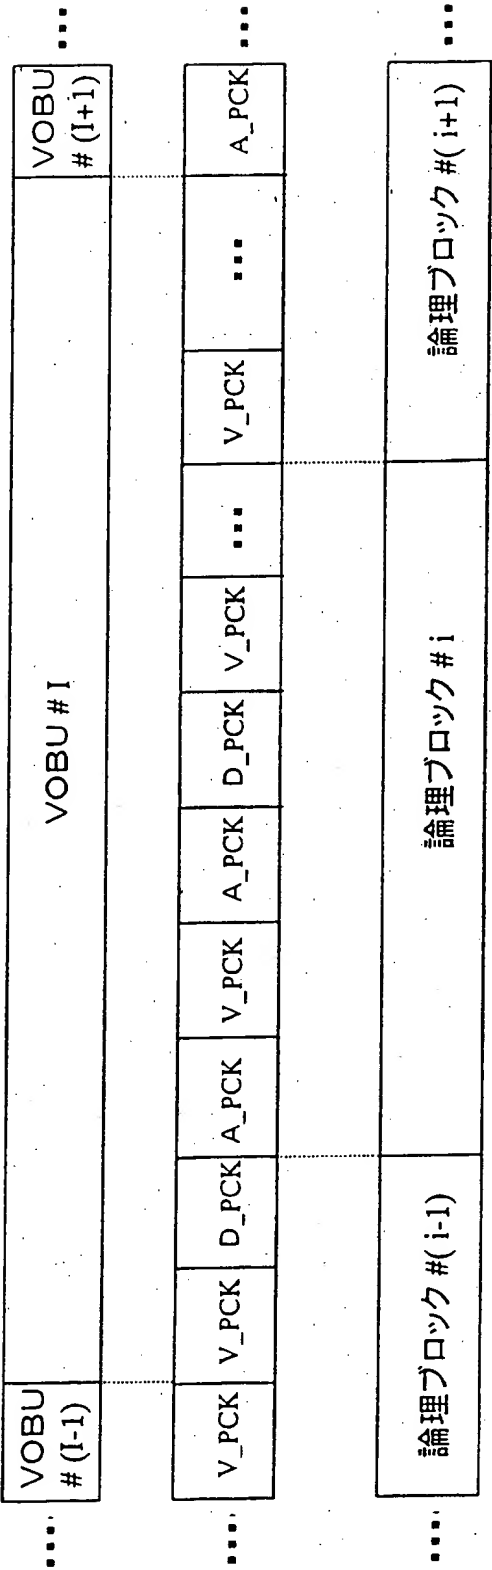 .... VOBU
# (I-1)
VOBU # I
VOBU
# (I+1) ...
.... V_PCK V_PCK D_PCK A_PCK V_PCK A_PCK D_PCK V_PCK ... V_PCK ... A_PCK ...
.... 論理ブロック #( i-1) 論理ブロック # i 論理ブロック #( i+1) ...